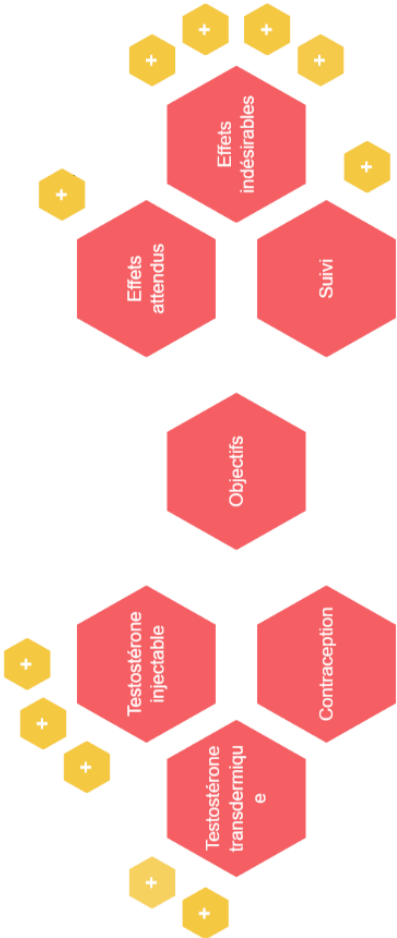 +
+
+
Testostérone
injectable
+
+
Testostérone
transdermiqu
e
Contraception
Objectifs
+
Effets
attendus
+
+
+
+
Effets
indésirables
Suivi
+